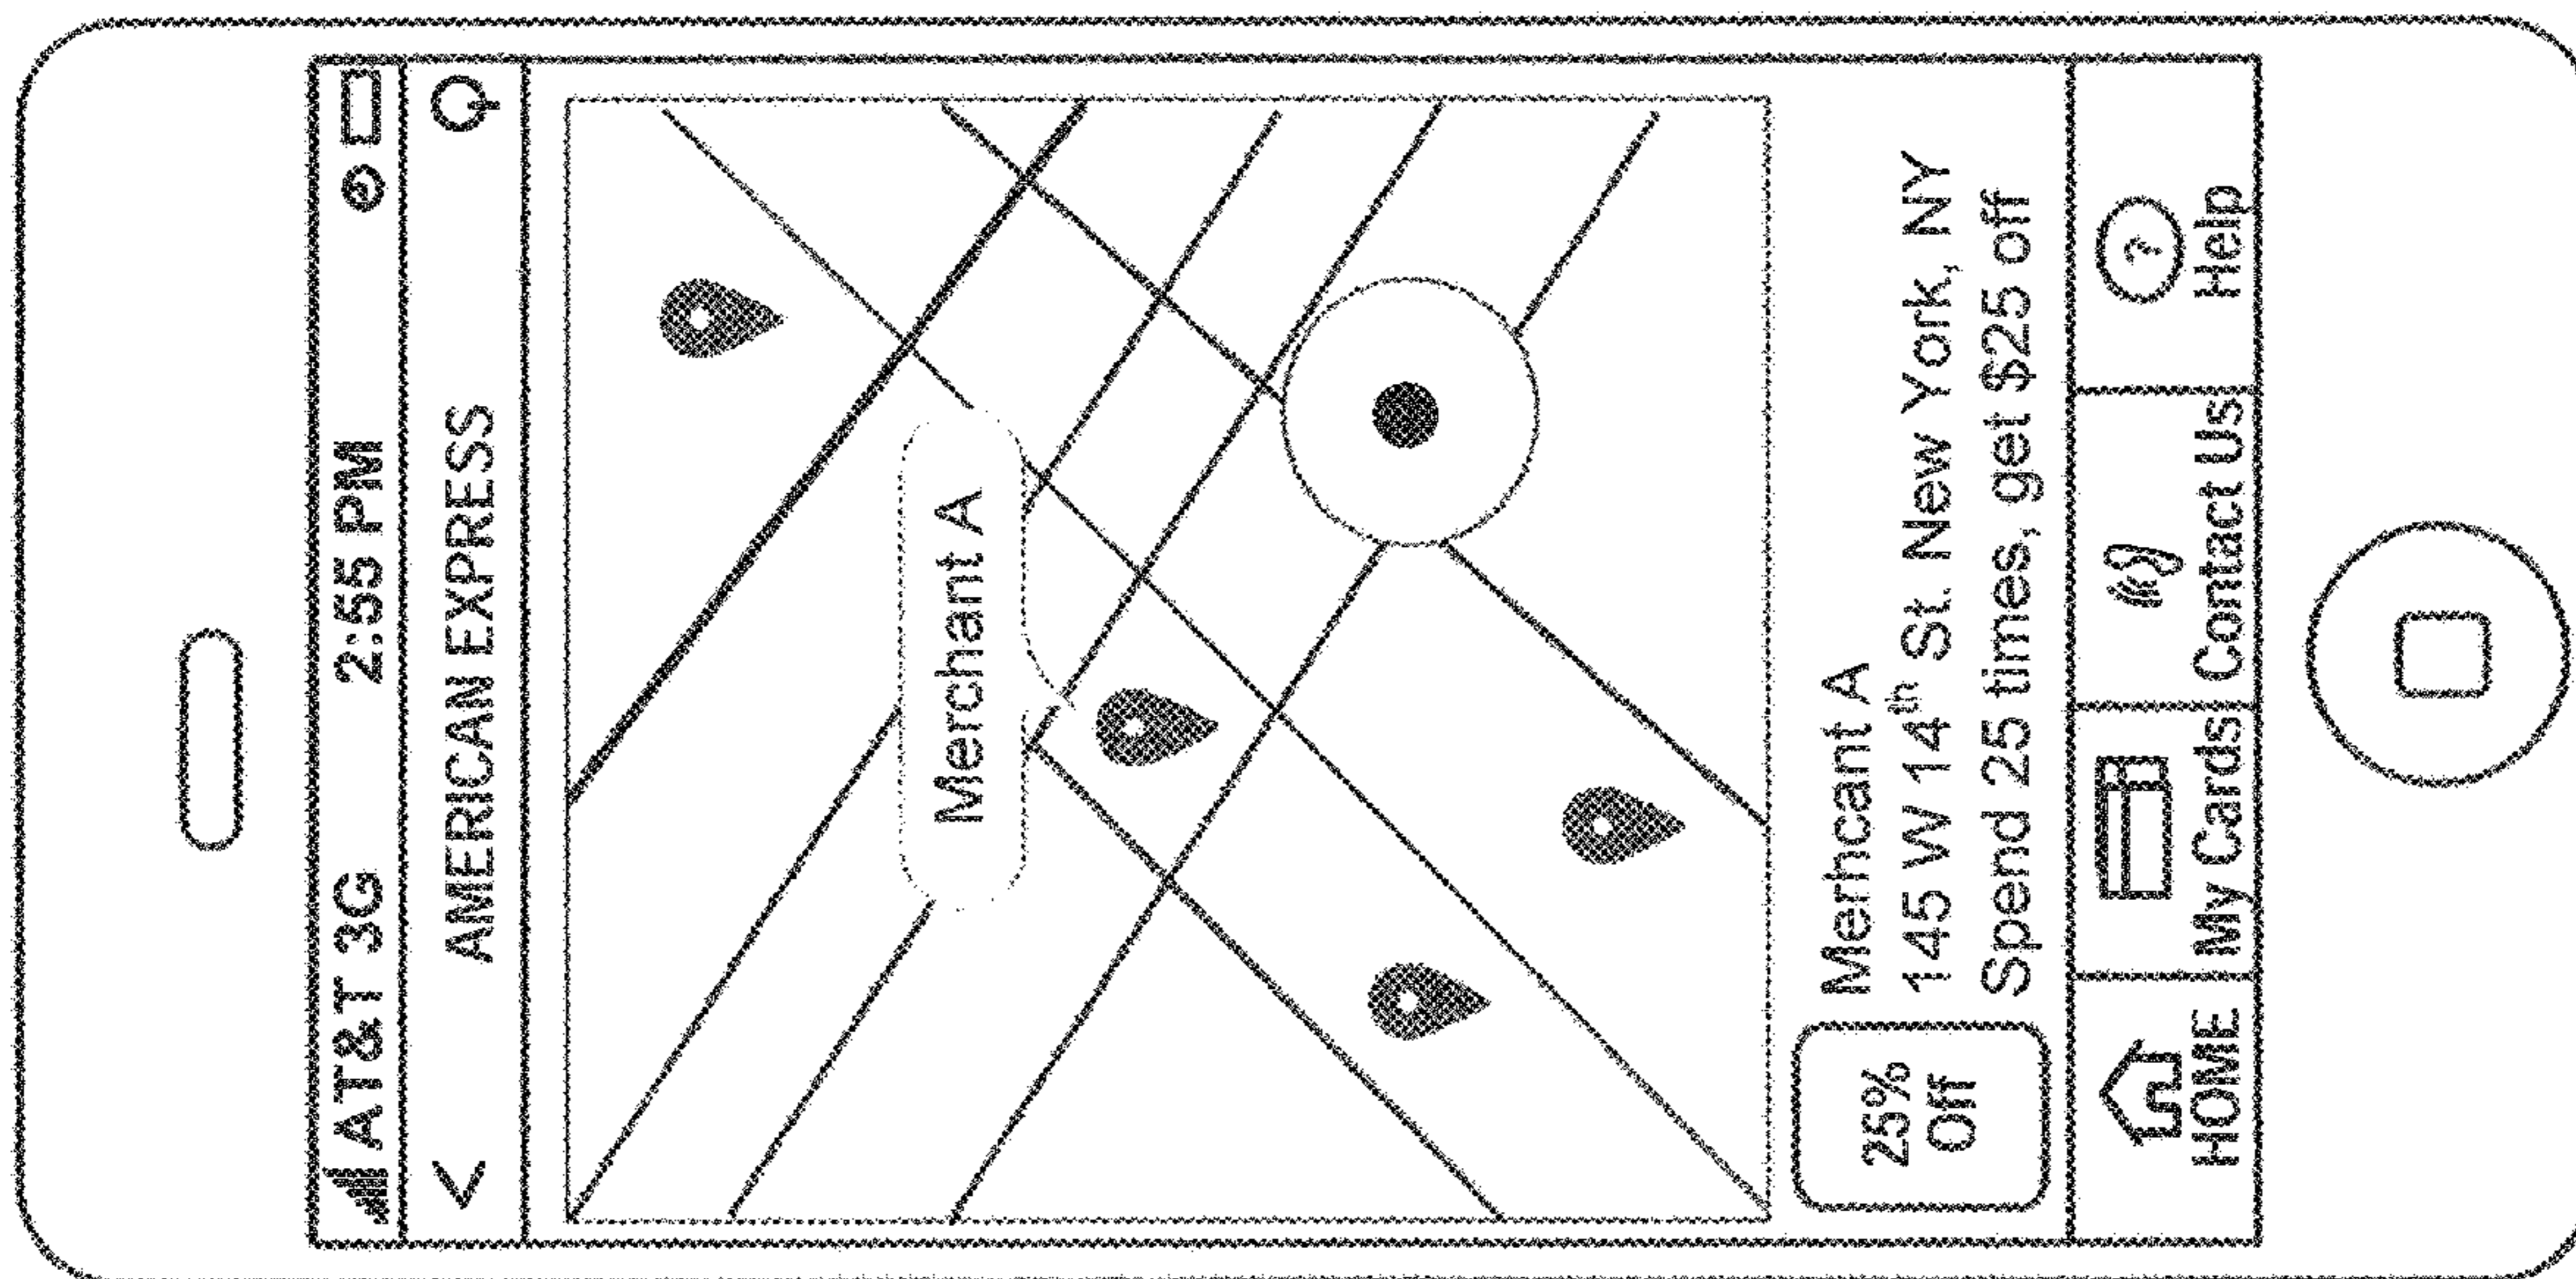 AT&T 3G 2:55 PM
AMERICAN EXPRESS
Merchant A
25%
Off
Merhcant A
145 W 14th St. New York, NY
Spend 25 times, get $25 off
HOME My Cards Contact Us Help
?